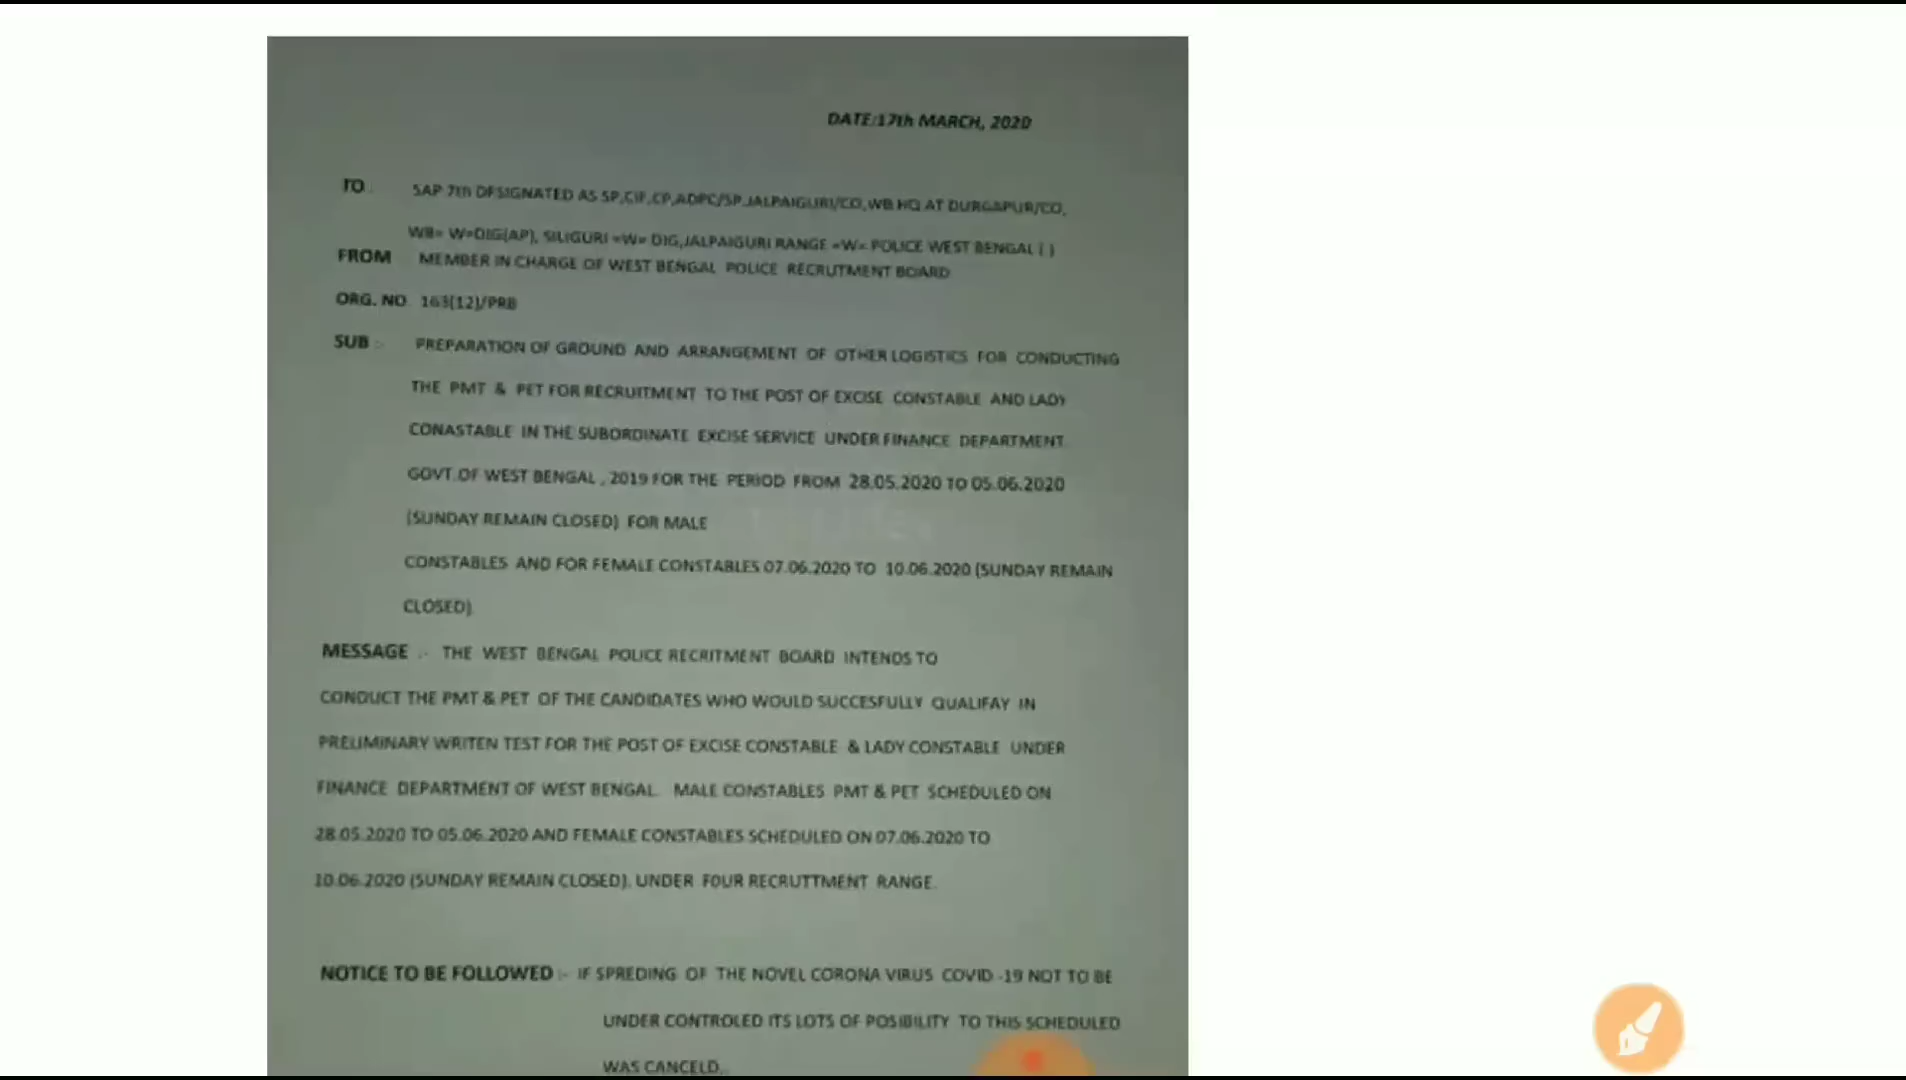 DATE:17th MARCH, 2020
TO : SAP 7th DESIGNATED AS SP,CIF,CP,ADPC/SP,JALPAIGURI/CO,WB HQ AT DURGAPUR/CO,
WB= W=DIG(AP), SILIGURI =W= DIG,JALPAIGURI RANGE =W= POLICE WEST BENGAL ( )
FROM MEMBER IN CHARGE OF WEST BENGAL POLICE RECRUTMENT BOARD
ORG. NO 163(12)/PRB
SUB :- PREPARATION OF GROUND AND ARRANGEMENT OF OTHER LOGISTICS FOR CONDUCTING
THE PMT & PET FOR RECRUITMENT TO THE POST OF EXCISE CONSTABLE AND LADY
CONASTABLE IN THE SUBORDINATE EXCISE SERVICE UNDER FINANCE DEPARTMENT
GOVT.OF WEST BENGAL , 2019 FOR THE PERIOD FROM 28.05.2020 TO 05.06.2020
(SUNDAY REMAIN CLOSED) FOR MALE
CONSTABLES AND FOR FEMALE CONSTABLES 07.06.2020 TO 10.06.2020 (SUNDAY REMAIN
CLOSED)
MESSAGE :- THE WEST BENGAL POLICE RECRITMENT BOARD INTENDS TO
CONDUCT THE PMT & PET OF THE CANDIDATES WHO WOULD SUCCESFULLY QUALIFAY IN
PRELIMINARY WRITEN TEST FOR THE POST OF EXCISE CONSTABLE & LADY CONSTABLE UNDER
FINANCE DEPARTMENT OF WEST BENGAL. MALE CONSTABLES PMT & PET SCHEDULED ON
28.05.2020 TO 05.06.2020 AND FEMALE CONSTABLES SCHEDULED ON 07.06.2020 TO
10.06.2020 (SUNDAY REMAIN CLOSED). UNDER FOUR RECRUTTMENT RANGE.
NOTICE TO BE FOLLOWED :- IF SPREDING OF THE NOVEL CORONA VIRUS COVID -19 NOT TO BE
UNDER CONTROLED ITS LOTS OF POSIBILITY TO THIS SCHEDULED
WAS CANCELD..